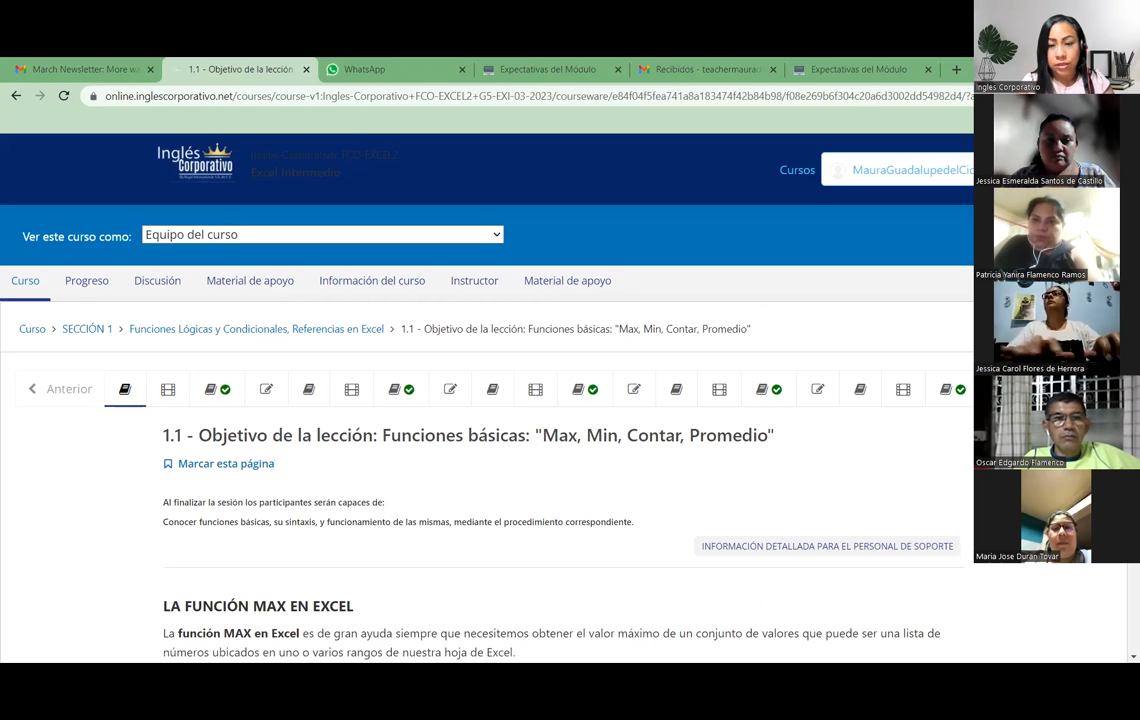 March Newsletter: More w
1.1 - Objetivo de la lección:
WhatsApp
Expectativas del Módulo
Recibidos - teachermaurad
Expectativas del Módulo
online.inglescorporativo.net/courses/course-v1:Ingles-Corporativo+FCO-EXCEL2+G5-EXI-03-2023/courseware/e84f04f5fea741a8a183474f42b84b98/f08e269b6f304c20a6d3002dd54982d4/?a
Inglés
Corporativo
Ingles-Corporativo: FCO-EXCEL2
Excel Intermedio
Cursos
MauraGuadalupedelCid
Ver este curso como:
Equipo del curso
Curso
Progreso
Discusión
Material de apoyo
Información del curso
Instructor
Material de apoyo
Curso > SECCIÓN 1 > Funciones Lógicas y Condicionales, Referencias en Excel > 1.1 - Objetivo de la lección: Funciones básicas: "Max, Min, Contar, Promedio"
Anterior
1.1 - Objetivo de la lección: Funciones básicas: "Max, Min, Contar, Promedio"
Marcar esta página
Al finalizar la sesión los participantes serán capaces de:
Conocer funciones básicas, su sintaxis, y funcionamiento de las mismas, mediante el procedimiento correspondiente.
INFORMACIÓN DETALLADA PARA EL PERSONAL DE SOPORTE
LA FUNCIÓN MAX EN EXCEL
La función MAX en Excel es de gran ayuda siempre que necesitemos obtener el valor máximo de un conjunto de valores que puede ser una lista de
números ubicados en uno o varios rangos de nuestra hoja de Excel.
Ingles Corporativo
Jessica Esmeralda Santos de Castillo
Patricia Yanira Flamenco Ramos
Jessica Carol Flores de Herrera
Oscar Edgardo Flamenco
Maria Jose Duran Tovar